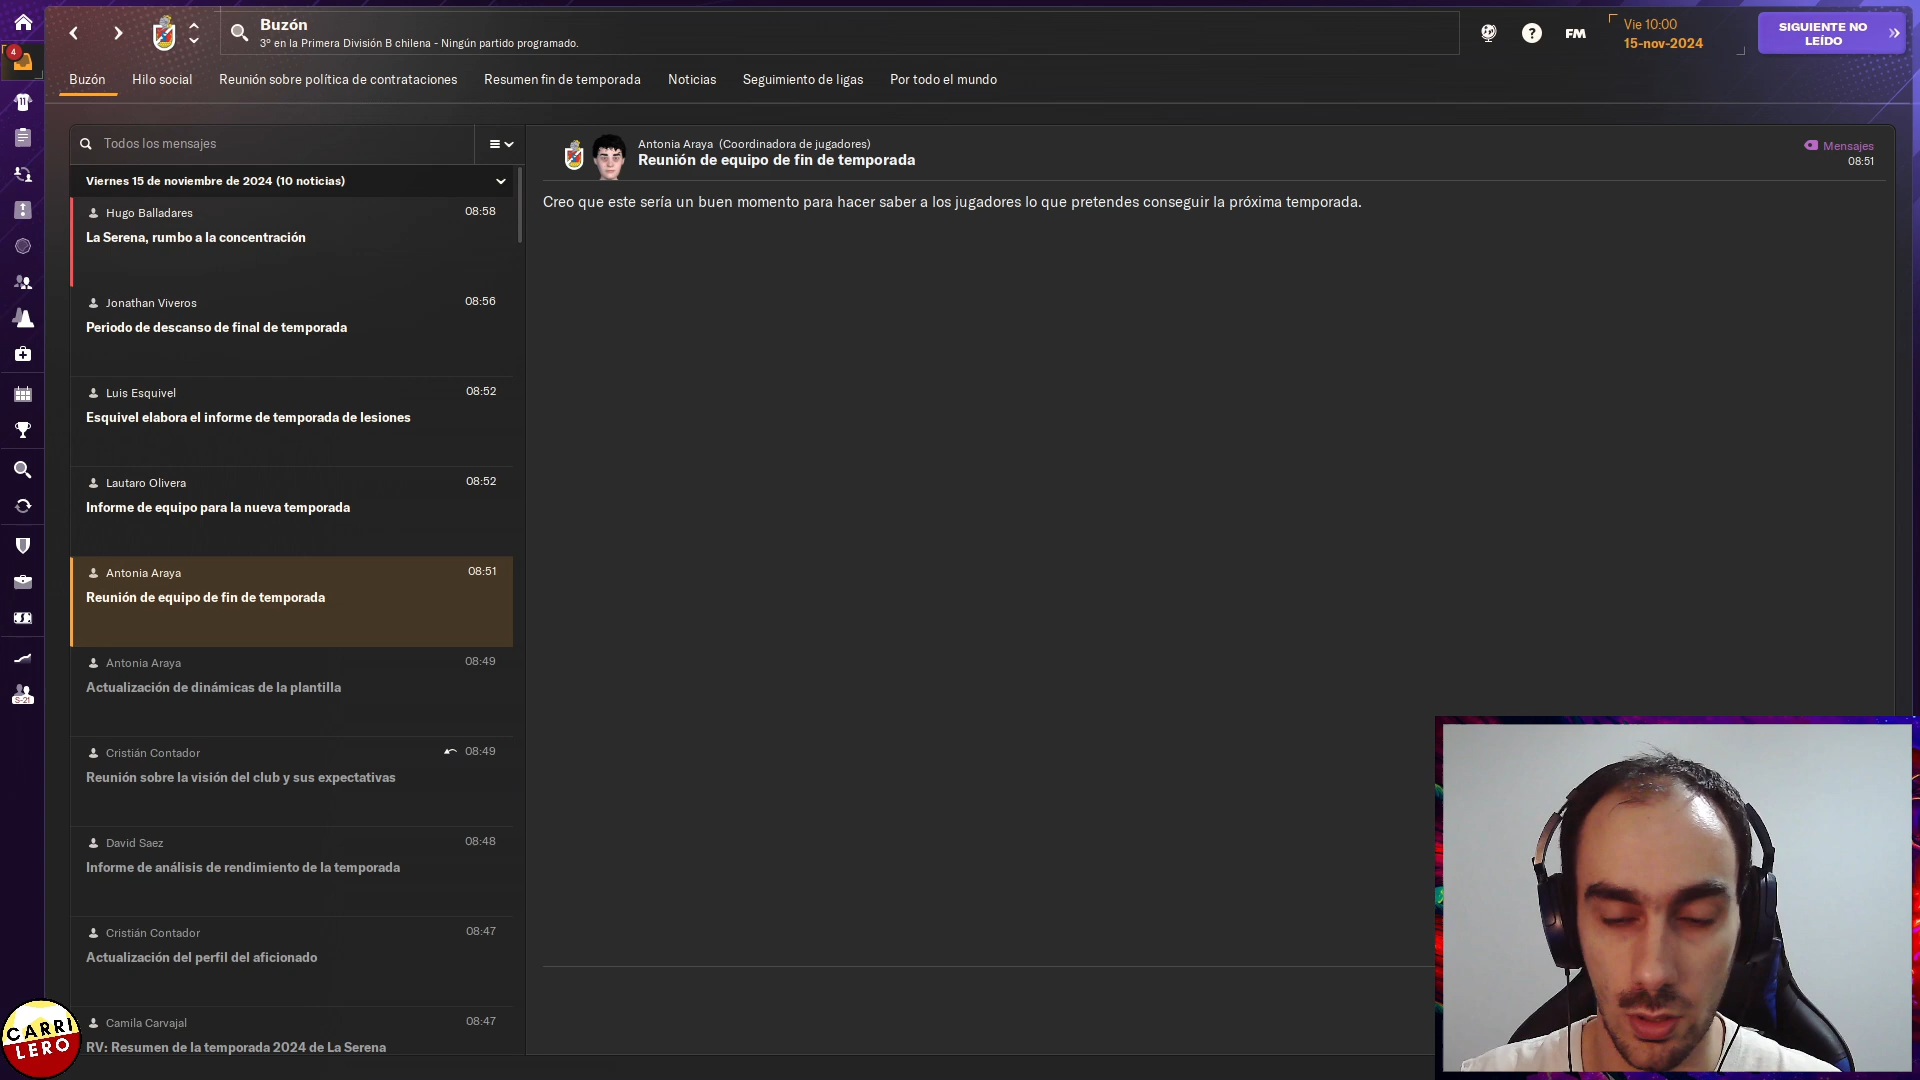 Buzón
3º en la Primera División B chilena - Ningún partido programado.
FM
Vie 10:00
15-nov-2024
SIGUIENTE NO
LEÍDO
4
Buzón
Hilo social
Reunión sobre política de contrataciones
Resumen fin de temporada
Noticias
Seguimiento de ligas
Por todo el mundo
11
S-21
Todos los mensajes
Viernes 15 de noviembre de 2024 (10 noticias)
Hugo Balladares
08:58
La Serena, rumbo a la concentración
Jonathan Viveros
08:56
Periodo de descanso de final de temporada
Luis Esquivel
08:52
Esquivel elabora el informe de temporada de lesiones
Lautaro Olivera
08:52
Informe de equipo para la nueva temporada
Antonia Araya
08:51
Reunión de equipo de fin de temporada
Antonia Araya
08:49
Actualización de dinámicas de la plantilla
Cristián Contador
08:49
Reunión sobre la visión del club y sus expectativas
David Saez
08:48
Informe de análisis de rendimiento de la temporada
Cristián Contador
08:47
Actualización del perfil del aficionado
Camila Carvajal
08:47
RV: Resumen de la temporada 2024 de La Serena
Antonia Araya (Coordinadora de jugadores)
Reunión de equipo de fin de temporada
Mensajes
08:51
Creo que este sería un buen momento para hacer saber a los jugadores lo que pretendes conseguir la próxima temporada.
CARRI
LERO